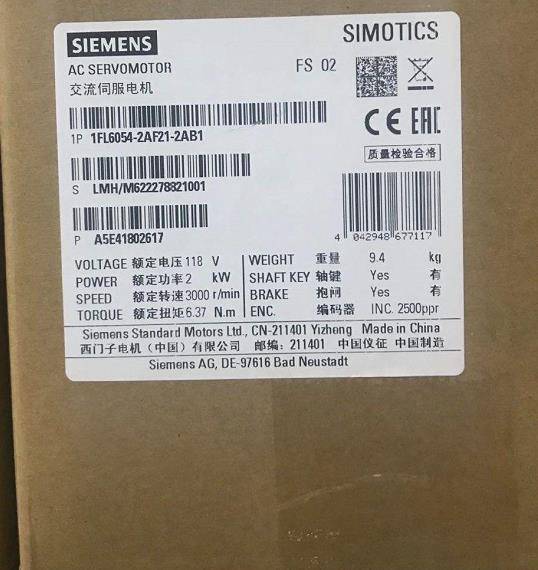 SIEMENS
SIMOTICS
AC SERVOMOTOR FS 02
交流伺服电机
CE EAC
1P 1FL6054-2AF21-2AB1
质量检验合格
S LMH/M622278821001
P A5E41802617
4 042948 677117
VOLTAGE 额定电压 118 V
POWER 额定功率 2 kW
SPEED 额定转速 3000 r/min
TORQUE 额定扭矩 6.37 N.m
WEIGHT 重量 9.4 kg
SHAFT KEY 轴键 Yes 有
BRAKE 抱闸 Yes 有
ENC. 编码器 INC. 2500ppr
Siemens Standard Motors Ltd., CN-211401 Yizheng Made in China
西门子电机（中国）有限公司 邮编: 211401 中国仪征 中国制造
Siemens AG, DE-97616 Bad Neustadt